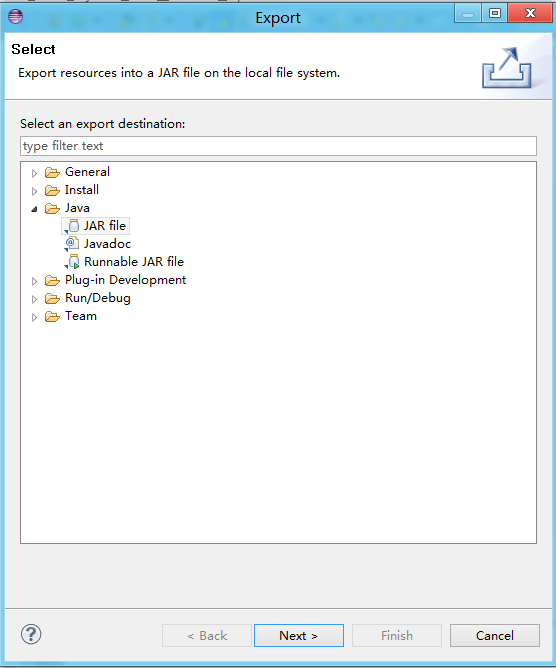 Export
Select
Export resources into a JAR file on the local file system.
Select an export destination:
type filter text
General
Install
Java
JAR file
Javadoc
Runnable JAR file
Plug-in Development
Run/Debug
Team
?
< Back
Next >
Finish
Cancel